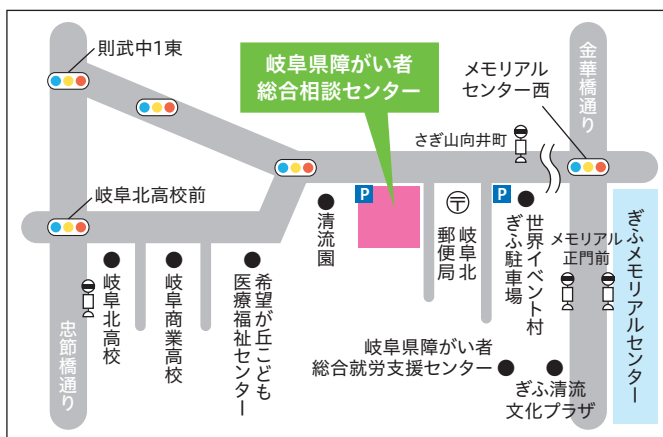 則武中1東
岐阜県障がい者
総合相談センター
メモリアル
センター西
金華橋通り
さぎ山向井町
岐阜北高校前
P
清流園
岐阜北
郵便局
P
世界イベント村
ぎふ駐車場
メモリアル
正門前
ぎふメモリアルセンター
忠節橋通り
岐阜北高校
岐阜商業高校
希望が丘こども
医療福祉センター
岐阜県障がい者
総合就労支援センター
ぎふ清流
文化プラザ